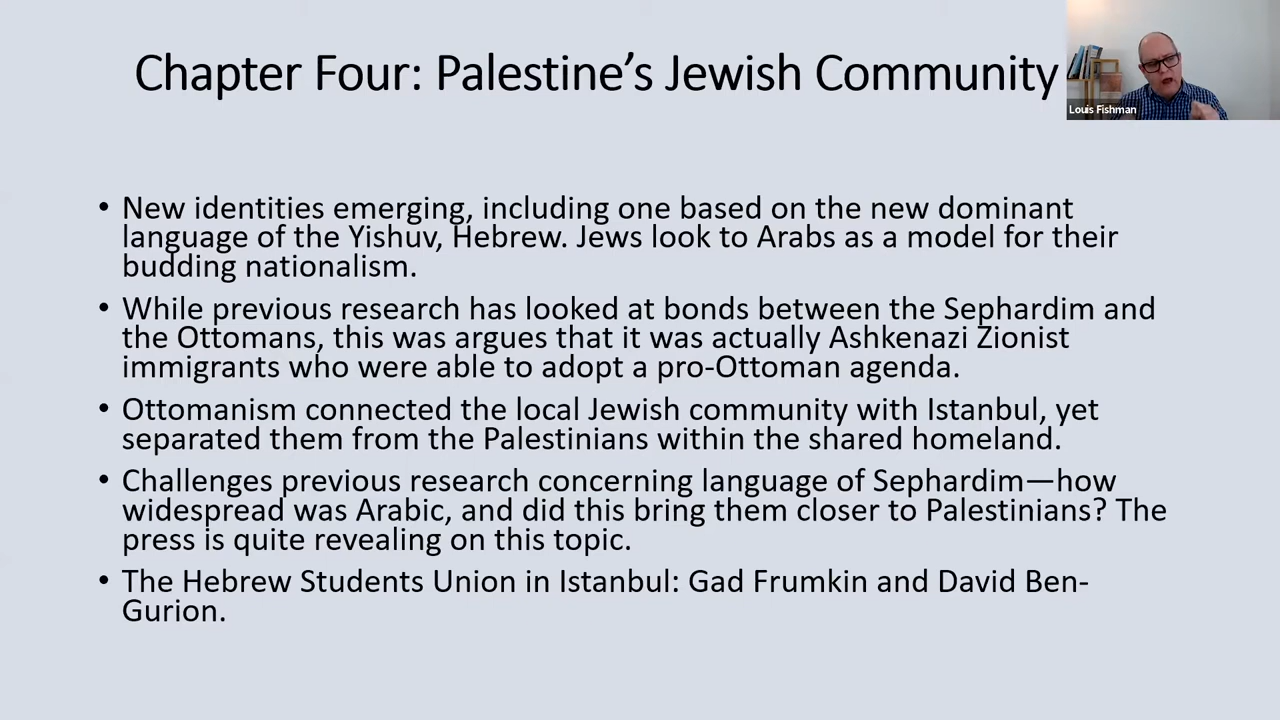 Chapter Four: Palestine’s Jewish Community
Louis Fishman
• New identities emerging, including one based on the new dominant
language of the Yishuv, Hebrew. Jews look to Arabs as a model for their
budding nationalism.
• While previous research has looked at bonds between the Sephardim and
the Ottomans, this was argues that it was actually Ashkenazi Zionist
immigrants who were able to adopt a pro-Ottoman agenda.
• Ottomanism connected the local Jewish community with Istanbul, yet
separated them from the Palestinians within the shared homeland.
• Challenges previous research concerning language of Sephardim—how
widespread was Arabic, and did this bring them closer to Palestinians? The
press is quite revealing on this topic.
• The Hebrew Students Union in Istanbul: Gad Frumkin and David Ben-
Gurion.